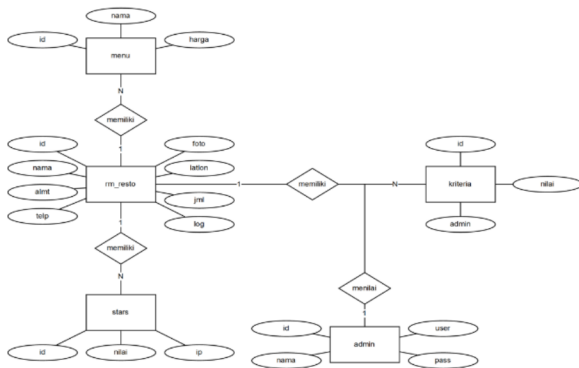 nama
id
harga
menu
N
memiliki
1
id
foto
nama
lation
rm_resto
almt
jml
telp
log
1
memiliki
N
id
kriteria
nilai
admin
1
memiliki
N
stars
id
nilai
ip
menilai
1
id
user
admin
nama
pass